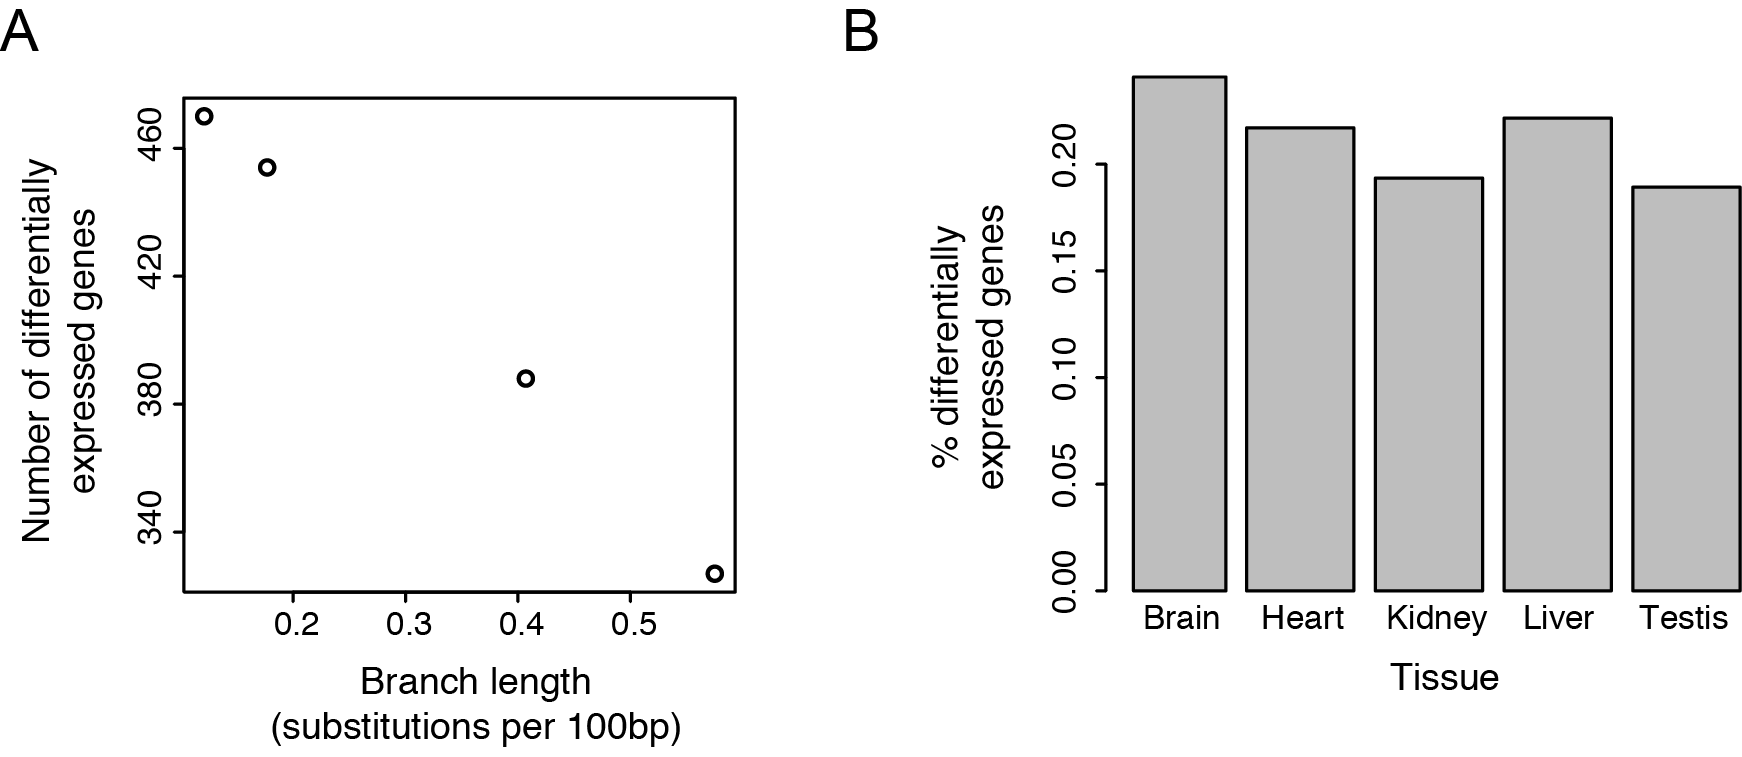 A
Number of differentially
expressed genes
460
420
380
340
0.2 0.3 0.4 0.5
Branch length
(substitutions per 100bp)
B
% differentially
expressed genes
0.20
0.15
0.10
0.05
0.00
Brain Heart Kidney Liver Testis
Tissue